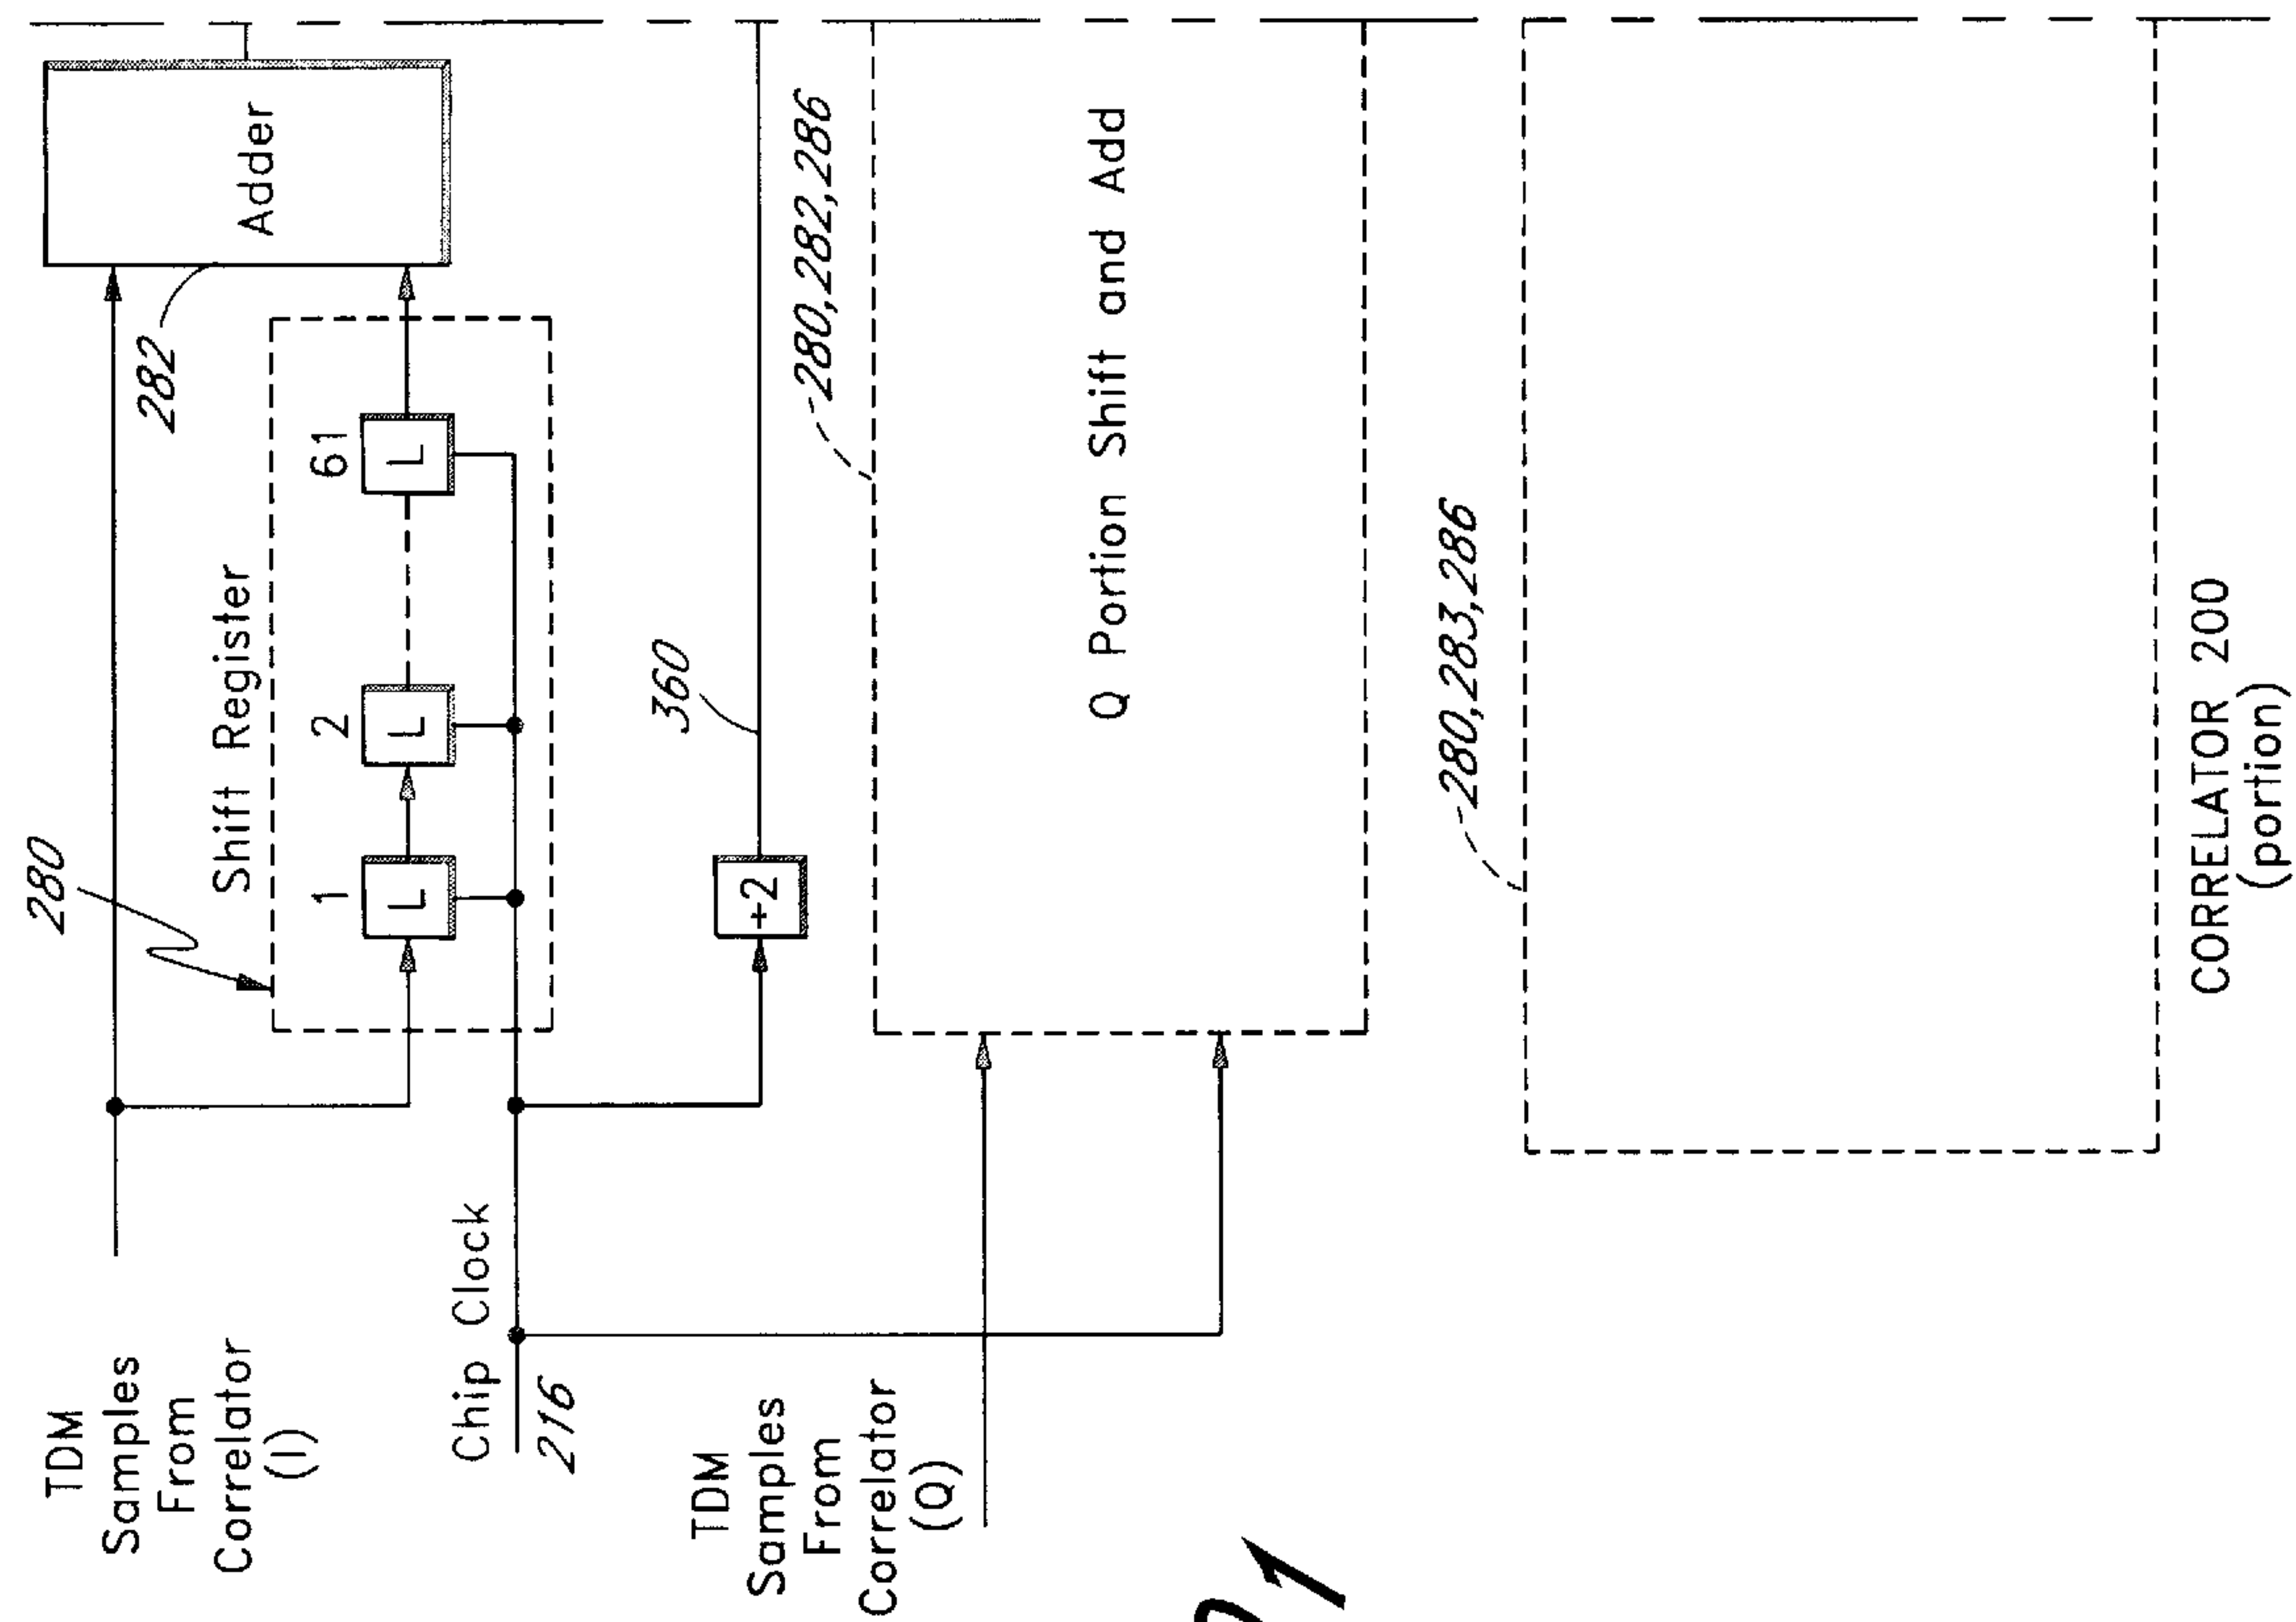 TDM
Samples
From
Correlator
(I)
280
Shift Register
1
2
61
L
L
L
282
Adder
Chip Clock
216
+2
360
TDM
Samples
From
Correlator
(Q)
280,282,286
Q Portion Shift and Add
280,283,286
CORRELATOR 200
(portion)